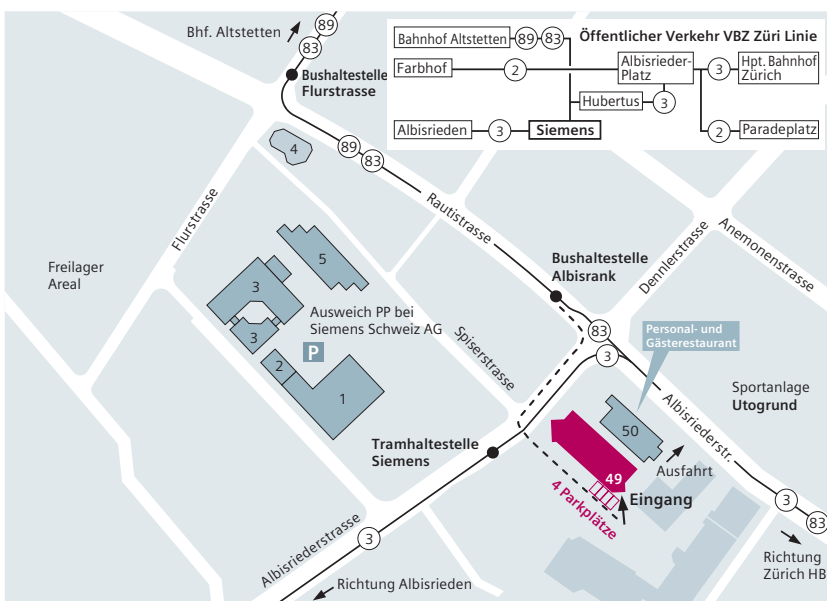 Bhf. Altstetten
89
83
Bushaltestelle
Flurstrasse
Öffentlicher Verkehr VBZ Züri Linie
Bahnhof Altstetten
89
83
Farbhof
2
Albisrieder-
Platz
3
Hpt. Bahnhof
Zürich
Hubertus
3
Albisrieden
3
Siemens
2
Paradeplatz
4
89
83
Flurstrasse
Rautistrasse
Dennlerstrasse
Anemonenstrasse
Freilager
Areal
5
3
3
2
1
Ausweich PP bei
Siemens Schweiz AG
P
Spiserstrasse
Bushaltestelle
Albisrank
83
3
Personal- und
Gästerestaurant
Sportanlage
Utogrund
Albisriederstr.
50
Ausfahrt
49
Eingang
4 Parkplätze
Tramhaltestelle
Siemens
Albisriederstrasse
3
Richtung Albisrieden
3
83
Richtung
Zürich HB